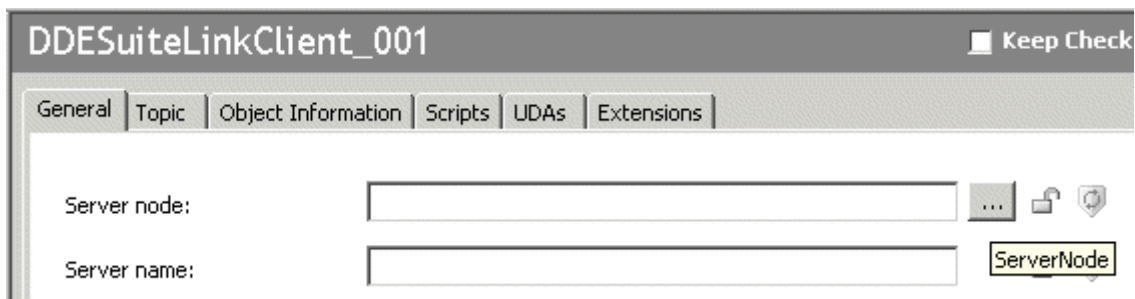 DDESuiteLinkClient_001 Keep Check
General Topic Object Information Scripts UDAs Extensions
Server node: ...
Server name: ServerNode